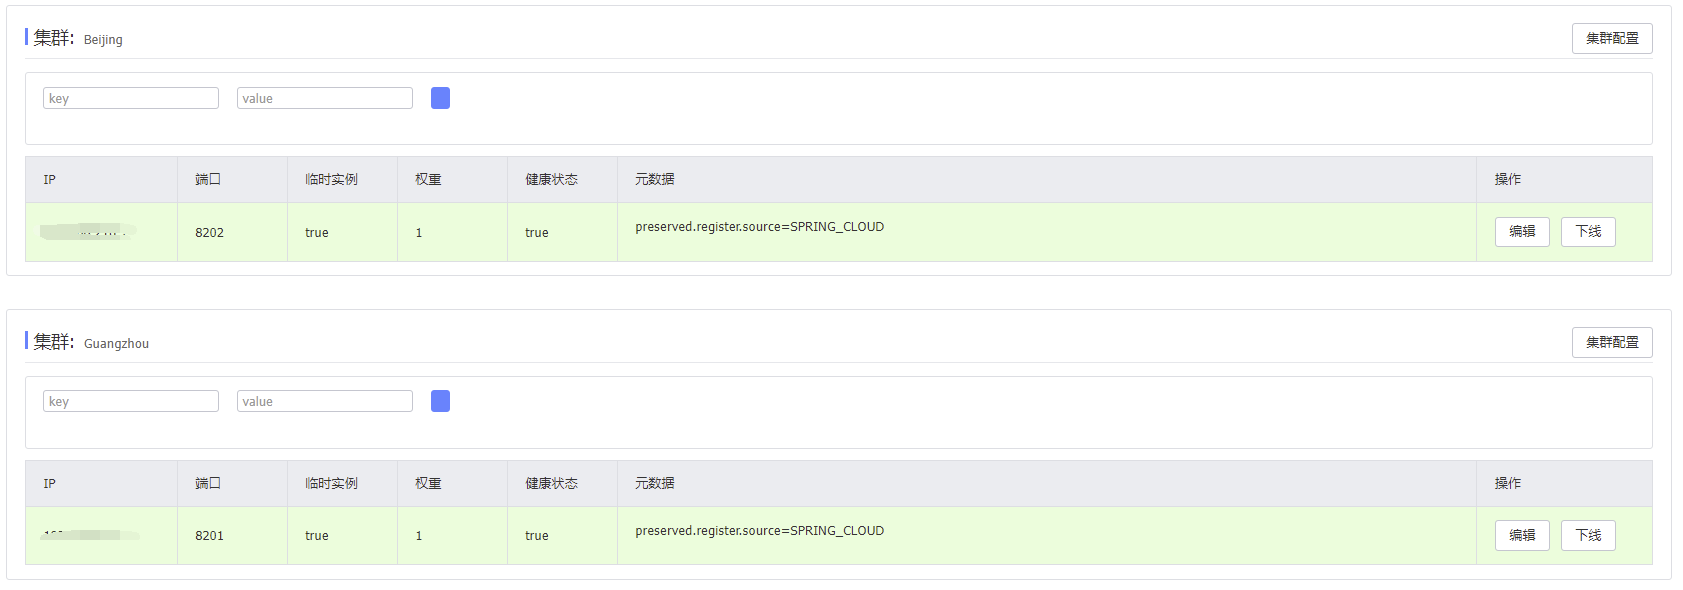 集群: Beijing 集群配置
key value
IP 端口 临时实例 权重 健康状态 元数据 操作
8202 true 1 true preserved.register.source=SPRING_CLOUD 编辑 下线
集群: Guangzhou 集群配置
key value
IP 端口 临时实例 权重 健康状态 元数据 操作
8201 true 1 true preserved.register.source=SPRING_CLOUD 编辑 下线